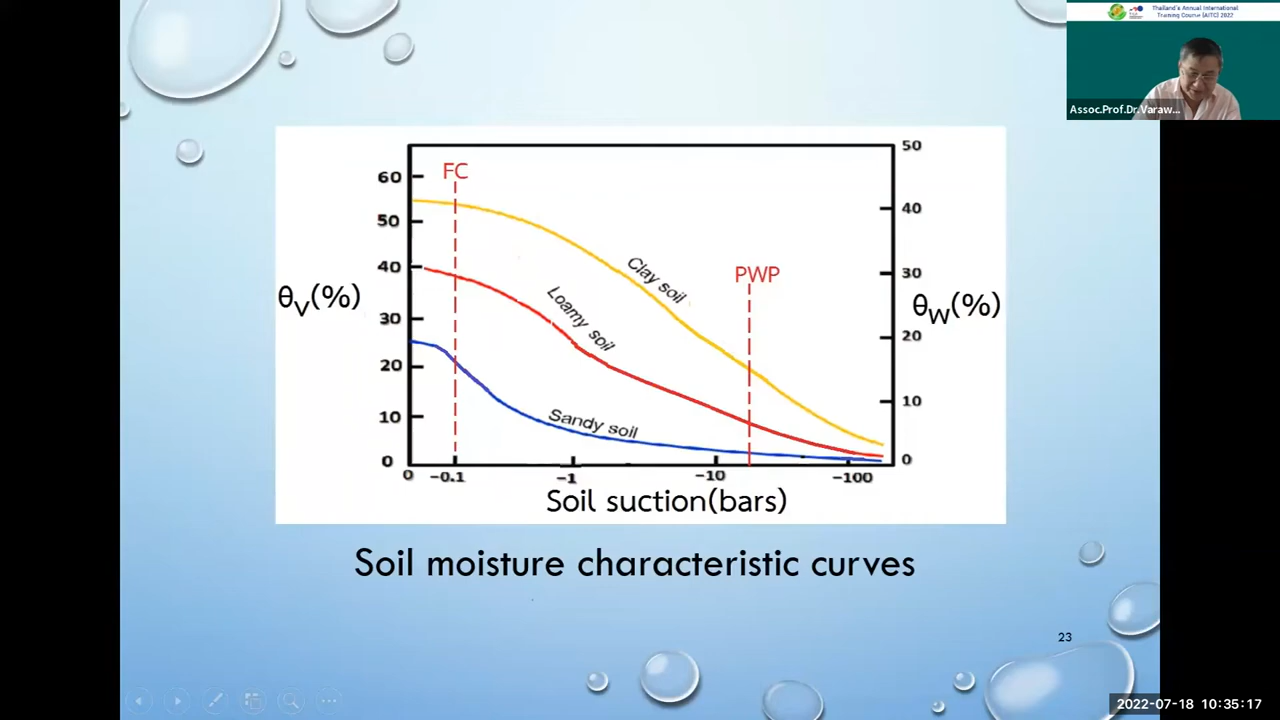 Thailand's Annual International
Training Course (AITC) 2022
Assoc.Prof.Dr.Varaw...
FC
PWP
60
50
40
30
20
10
0
θv(%)
50
40
30
20
10
0
θw(%)
Clay soil
Loamy soil
Sandy soil
0 -0.1 -1 -10 -100
Soil suction(bars)
Soil moisture characteristic curves
23
2022-07-18 10:35:17